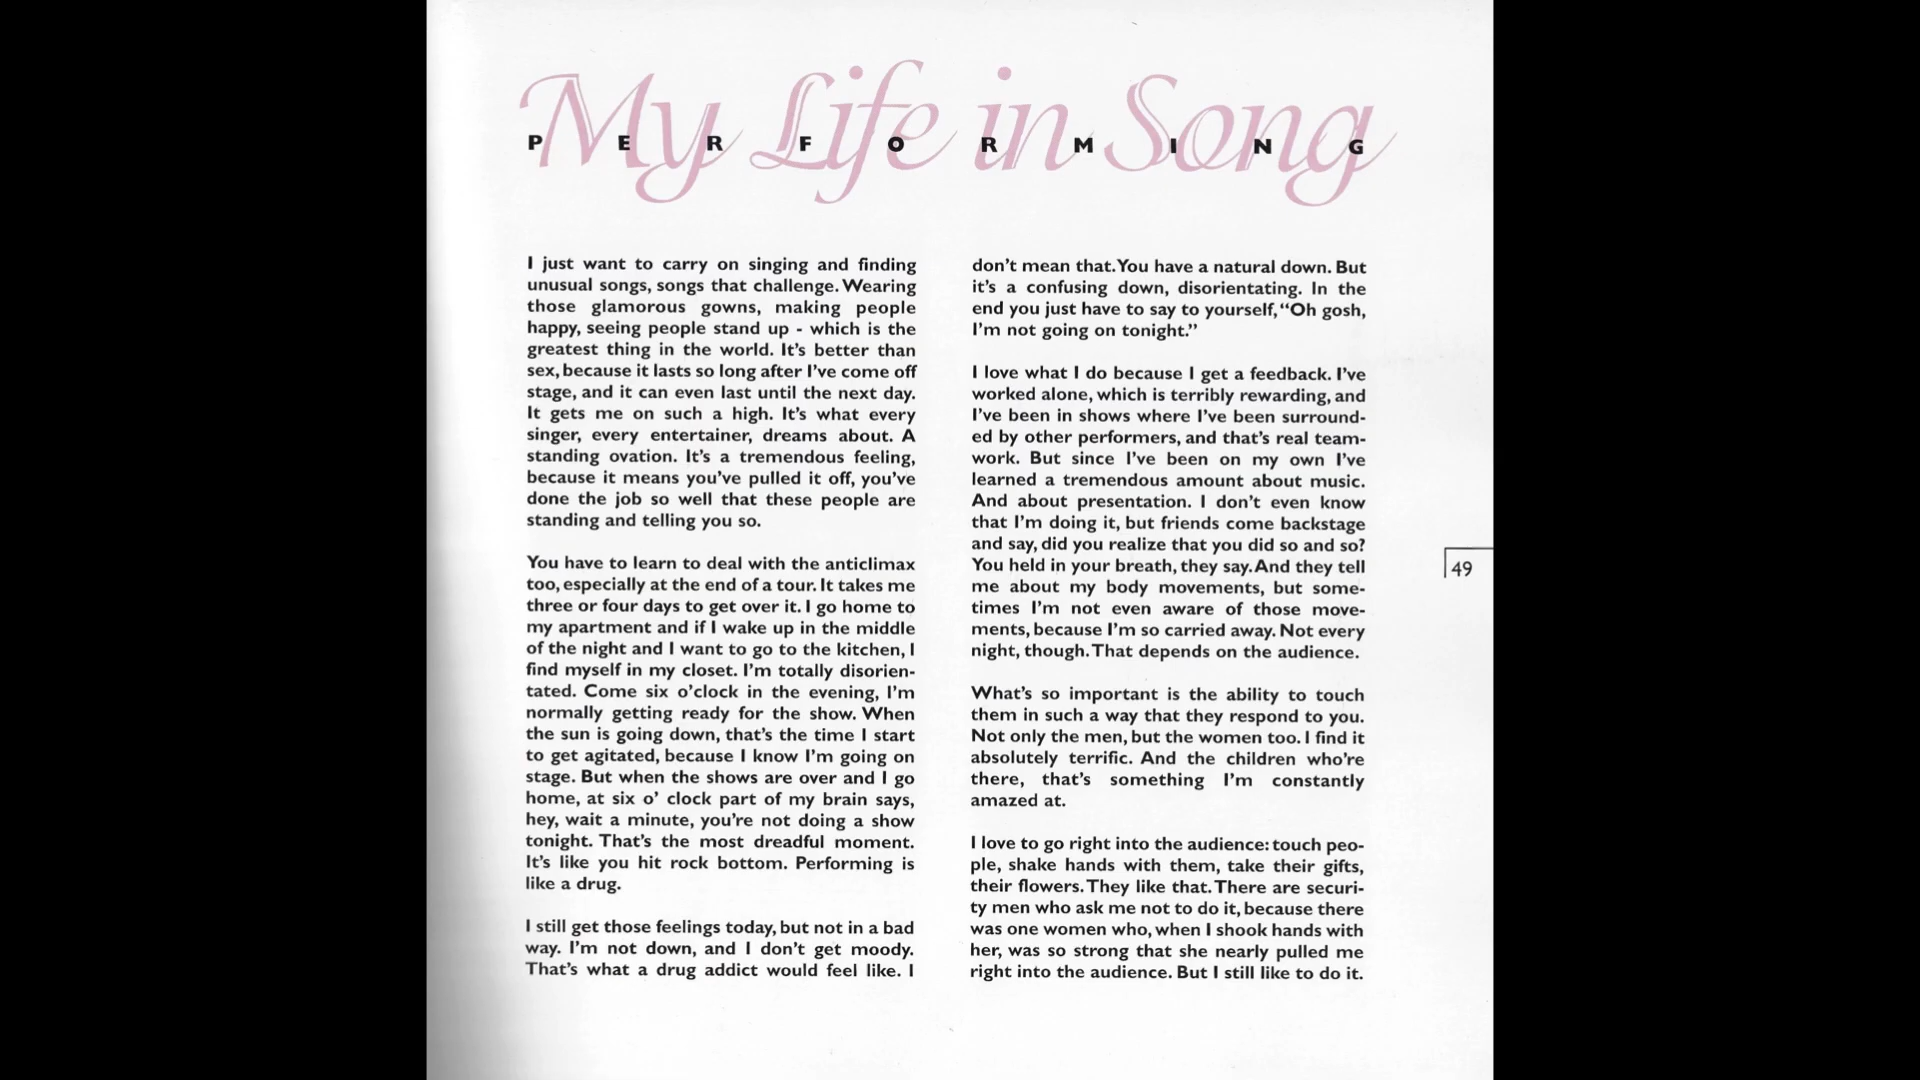 My Life in Song
PERFORMING
I just want to carry on singing and finding
unusual songs, songs that challenge. Wearing
those glamorous gowns, making people
happy, seeing people stand up - which is the
greatest thing in the world. It's better than
sex, because it lasts so long after I've come off
stage, and it can even last until the next day.
It gets me on such a high. It's what every
singer, every entertainer, dreams about. A
standing ovation. It's a tremendous feeling,
because it means you've pulled it off, you've
done the job so well that these people are
standing and telling you so.
You have to learn to deal with the anticlimax
too, especially at the end of a tour. It takes me
three or four days to get over it. I go home to
my apartment and if I wake up in the middle
of the night and I want to go to the kitchen, I
find myself in my closet. I'm totally disorien-
tated. Come six o'clock in the evening, I'm
normally getting ready for the show. When
the sun is going down, that's the time I start
to get agitated, because I know I'm going on
stage. But when the shows are over and I go
home, at six o' clock part of my brain says,
hey, wait a minute, you're not doing a show
tonight. That's the most dreadful moment.
It's like you hit rock bottom. Performing is
like a drug.
I still get those feelings today, but not in a bad
way. I'm not down, and I don't get moody.
That's what a drug addict would feel like. I
don't mean that. You have a natural down. But
it's a confusing down, disorientating. In the
end you just have to say to yourself, "Oh gosh,
I'm not going on tonight."
I love what I do because I get a feedback. I've
worked alone, which is terribly rewarding, and
I've been in shows where I've been surround-
ed by other performers, and that's real team-
work. But since I've been on my own I've
learned a tremendous amount about music.
And about presentation. I don't even know
that I'm doing it, but friends come backstage
and say, did you realize that you did so and so?
You held in your breath, they say. And they tell
me about my body movements, but some-
times I'm not even aware of those move-
ments, because I'm so carried away. Not every
night, though. That depends on the audience.
What's so important is the ability to touch
them in such a way that they respond to you.
Not only the men, but the women too. I find it
absolutely terrific. And the children who're
there, that's something I'm constantly
amazed at.
I love to go right into the audience: touch peo-
ple, shake hands with them, take their gifts,
their flowers. They like that. There are securi-
ty men who ask me not to do it, because there
was one women who, when I shook hands with
her, was so strong that she nearly pulled me
right into the audience. But I still like to do it.
49